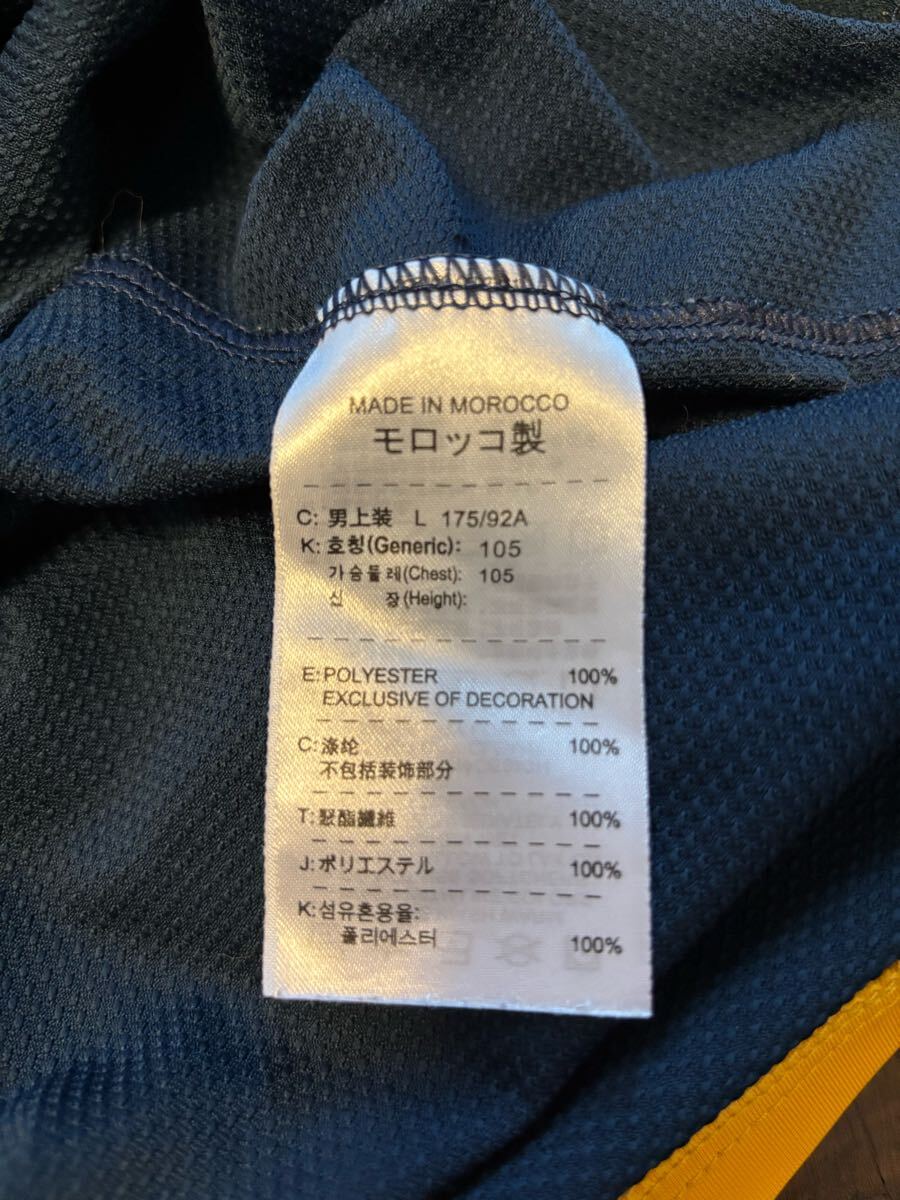 MADE IN MOROCCO
モロッコ製
C: 男上装 L 175/92A
K: 호칭(Generic): 105
가슴둘레(Chest): 105
신 장(Height):
E: POLYESTER 100%
EXCLUSIVE OF DECORATION
C: 涤纶 100%
不包括装饰部分
T: 聚酯纖維 100%
J: ポリエステル 100%
K: 섬유혼용율:
폴리에스터 100%